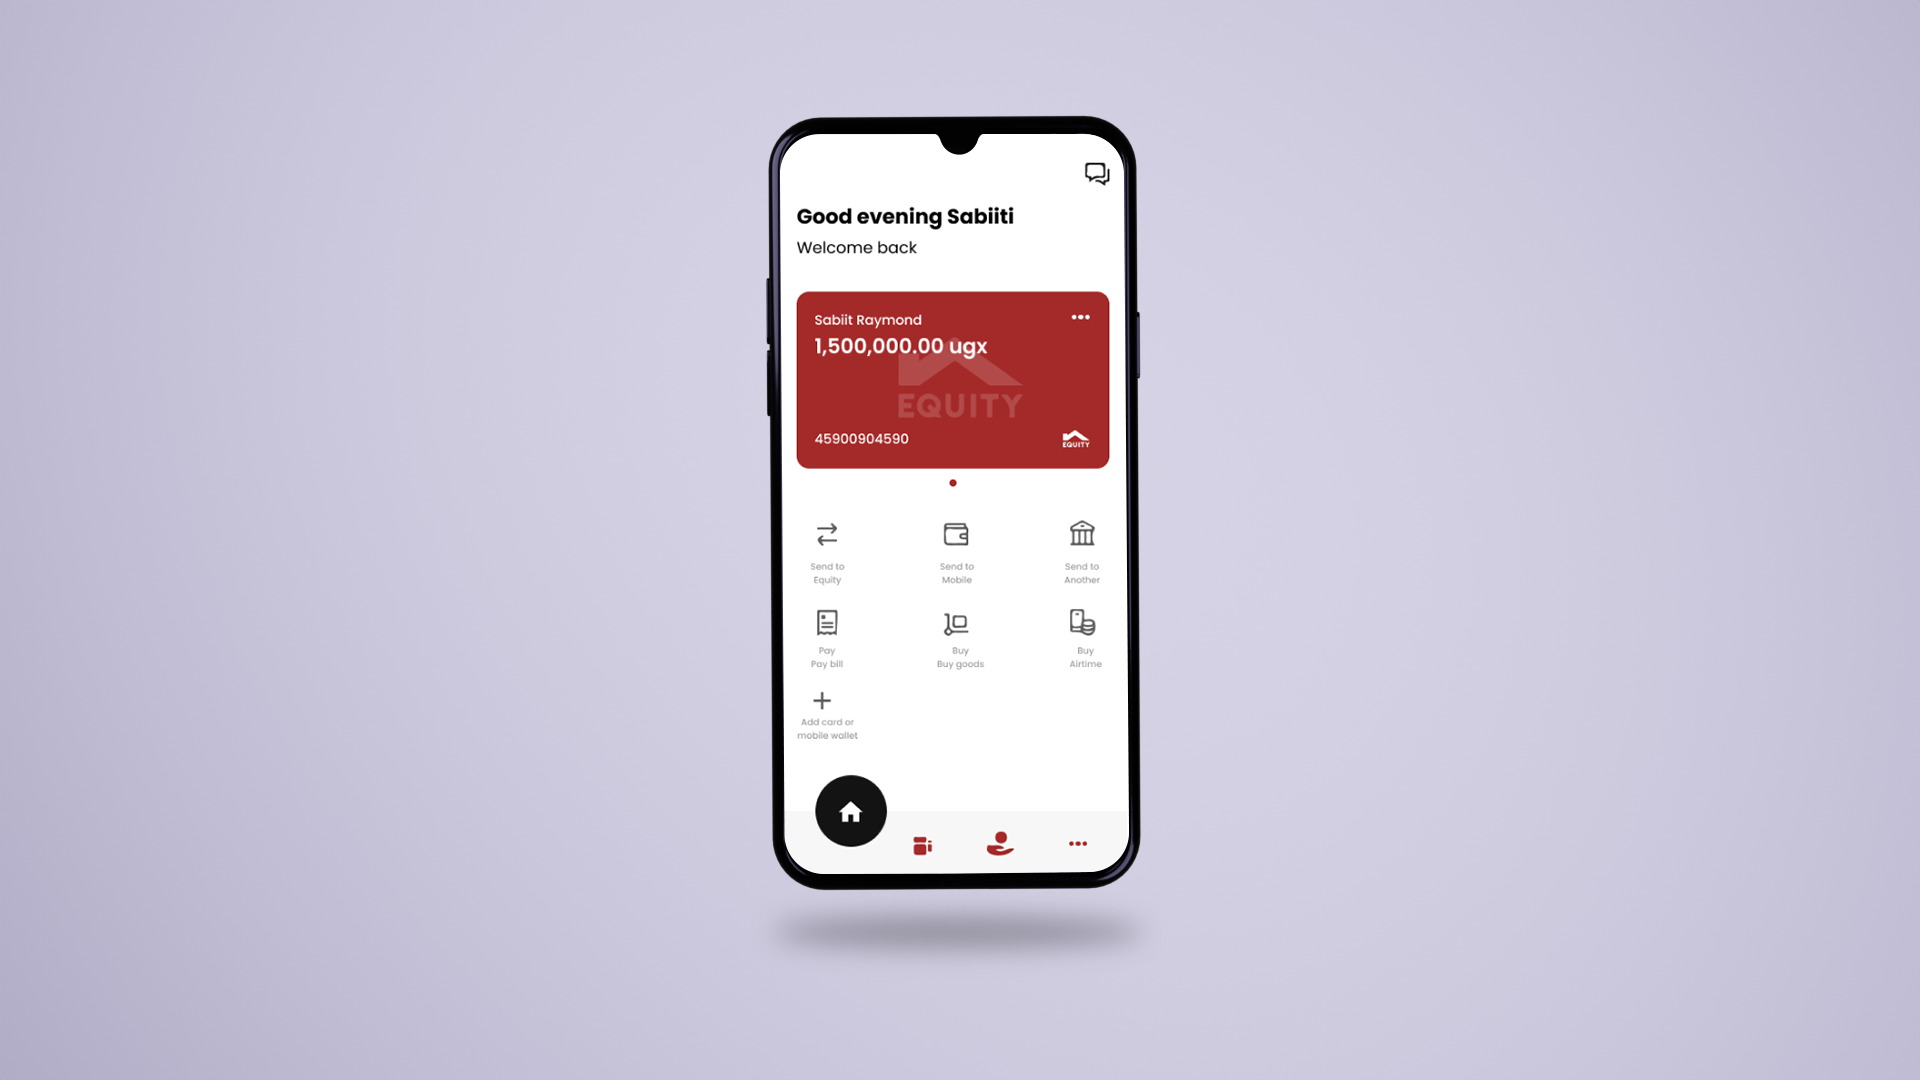 Good evening Sabiiti
Welcome back
Sabiit Raymond
1,500,000.00 ugx
EQUITY
45900904590
EQUITY
Send to
Equity
Send to
Mobile
Send to
Another
Pay
Pay bill
Buy
Buy goods
Buy
Airtime
Add card or
mobile wallet